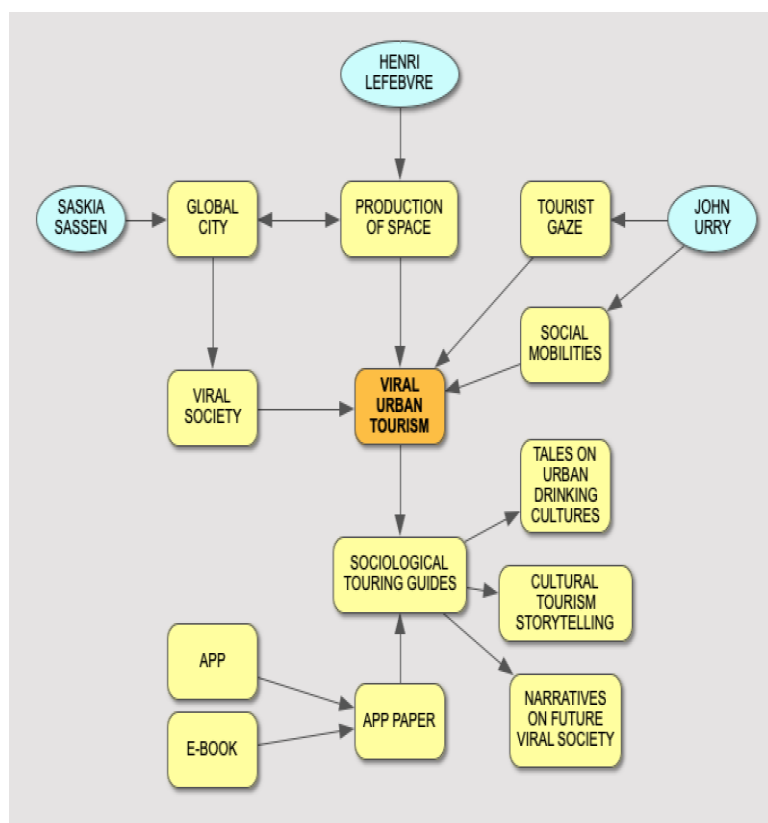 HENRI
LEFEBVRE
SASKIA
SASSEN
GLOBAL
CITY
PRODUCTION
OF SPACE
TOURIST
GAZE
JOHN
URRY
SOCIAL
MOBILITIES
VIRAL
SOCIETY
VIRAL
URBAN
TOURISM
TALES ON
URBAN
DRINKING
CULTURES
SOCIOLOGICAL
TOURING GUIDES
CULTURAL
TOURISM
STORYTELLING
APP
E-BOOK
APP PAPER
NARRATIVES
ON FUTURE
VIRAL SOCIETY